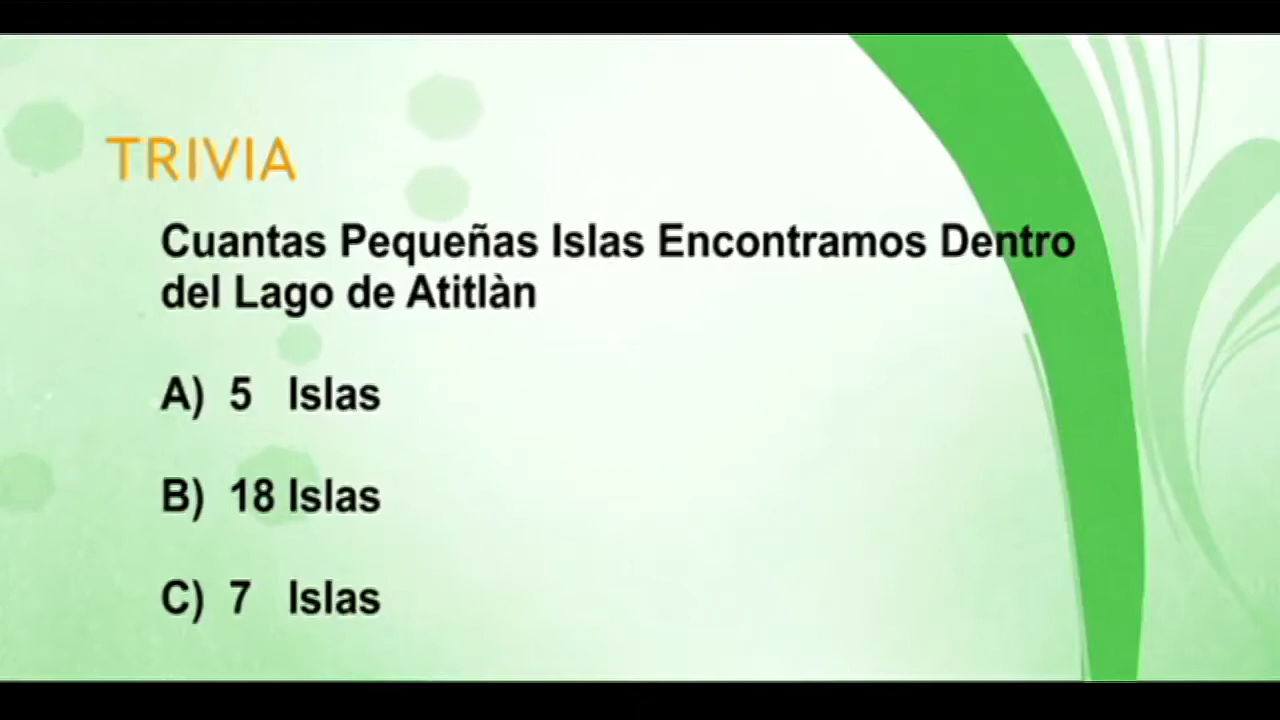 TRIVIA
Cuantas Pequeñas Islas Encontramos Dentro
del Lago de Atitlàn
A) 5 Islas
B) 18 Islas
C) 7 Islas